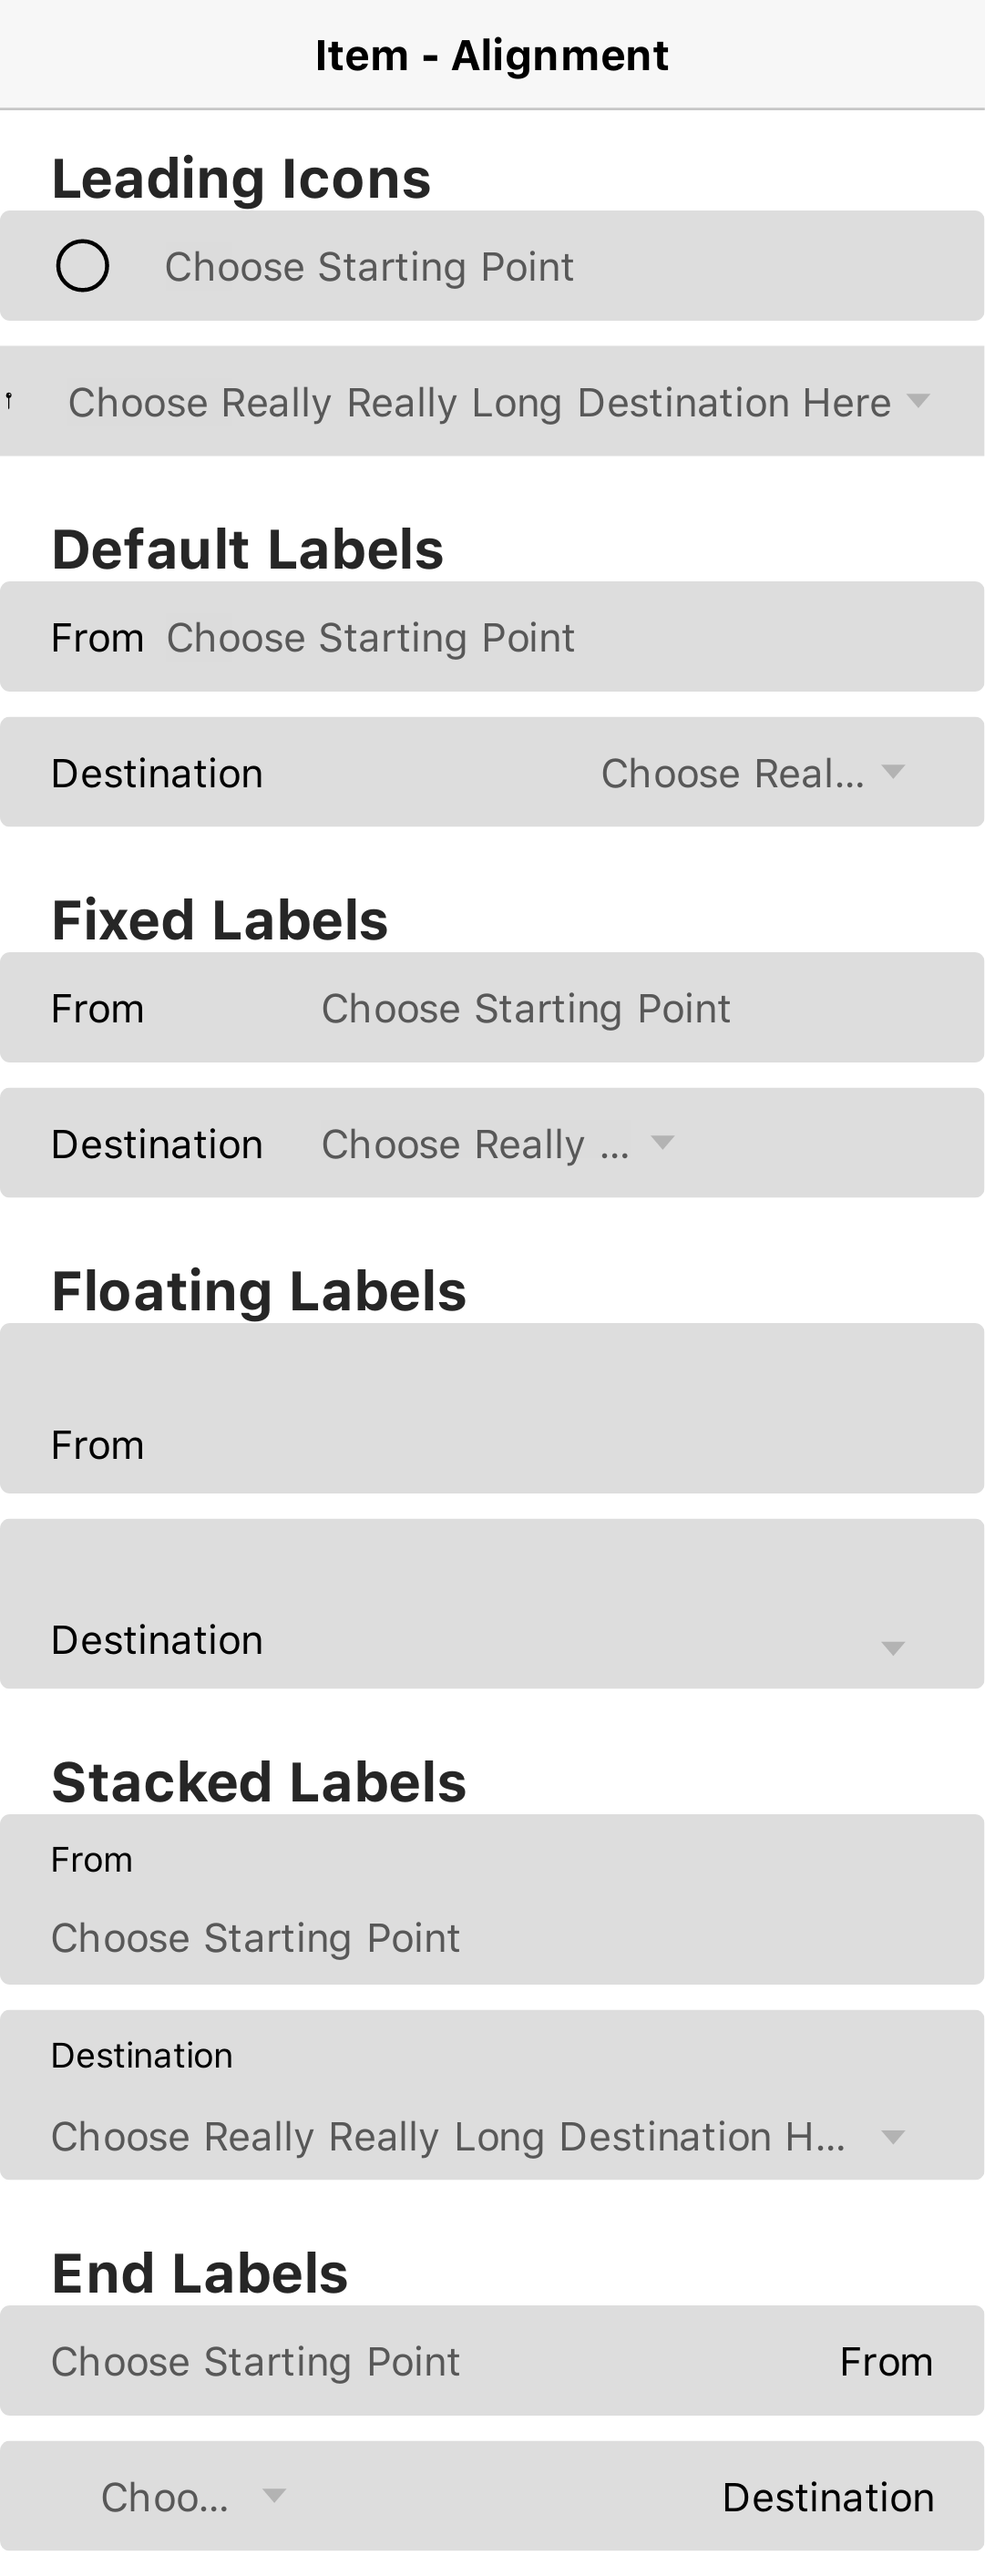 Item - Alignment
Leading Icons
Choose Starting Point
Choose Really Really Long Destination Here
Default Labels
From Choose Starting Point
Destination Choose Real...
Fixed Labels
From Choose Starting Point
Destination Choose Really ...
Floating Labels
From
Destination
Stacked Labels
From
Choose Starting Point
Destination
Choose Really Really Long Destination H...
End Labels
Choose Starting Point From
Choo... Destination